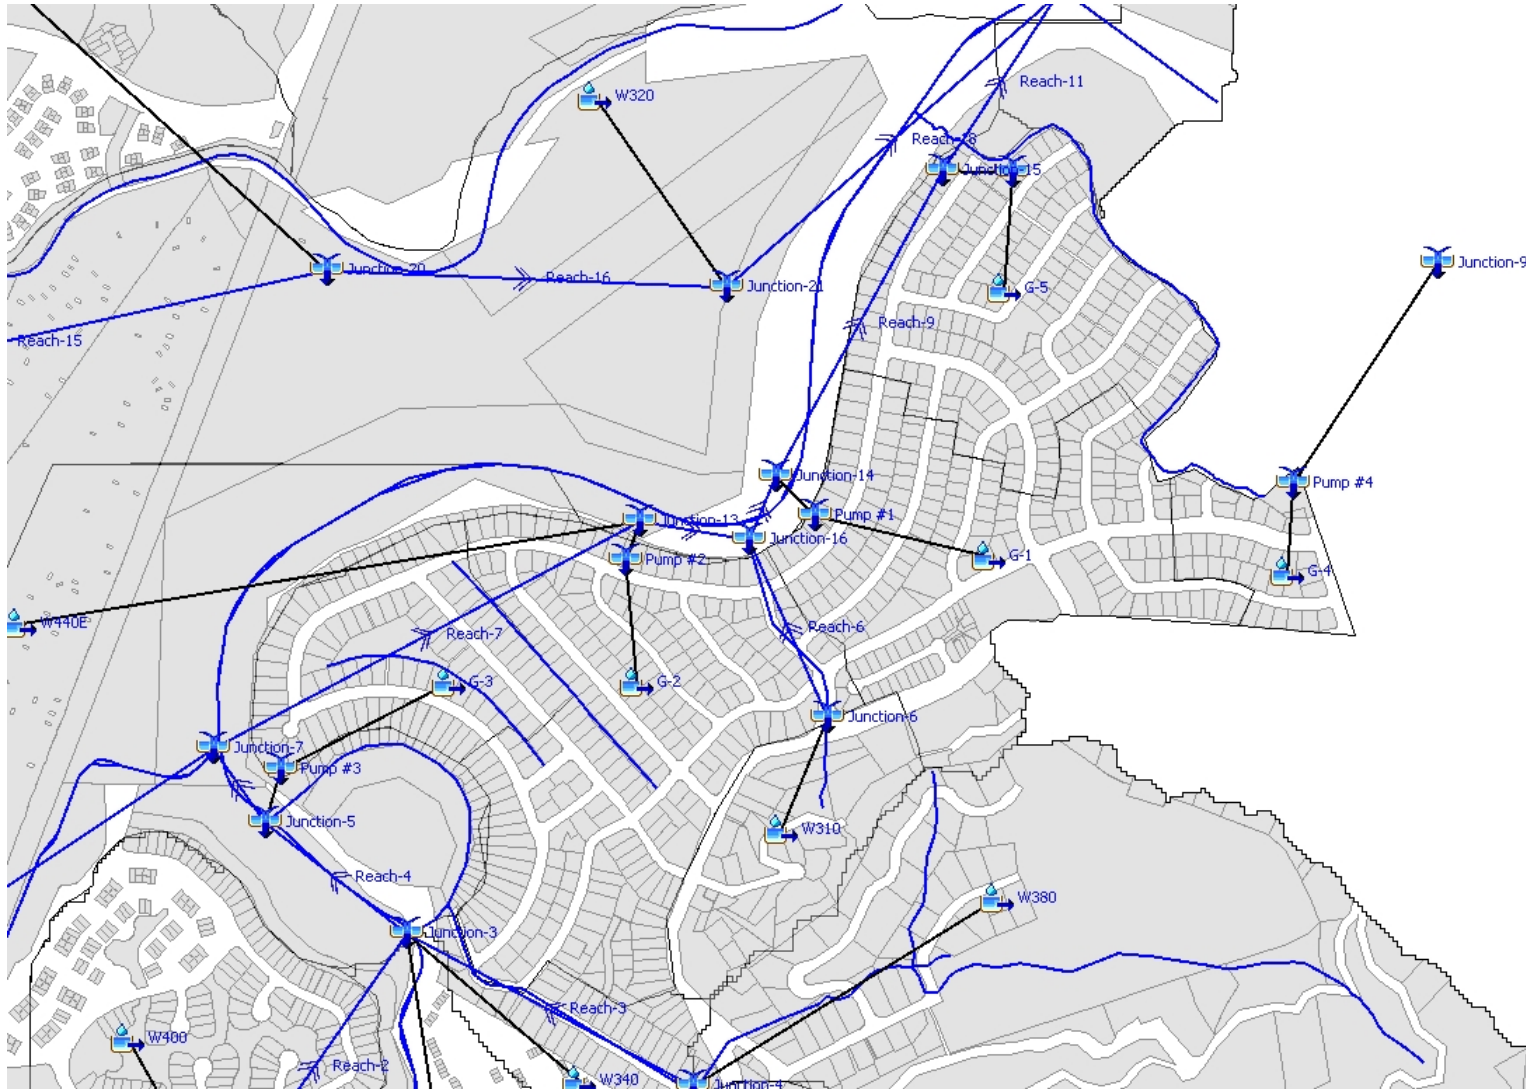 Reach-11
W320
Reach-18
Junction-15
Junction-9
Junction-20
Reach-16
Junction-21
G-5
Reach-9
Reach-15
Junction-14
Pump #4
Pump #1
Junction-13
Junction-16
Pump #2
G-1
G-4
W440E
Reach-6
Reach-7
G-3
G-2
Junction-6
Junction-7
Pump #3
Junction-5
W310
Reach-4
W380
Junction-3
Reach-3
W400
Reach-2
W340
Junction-4